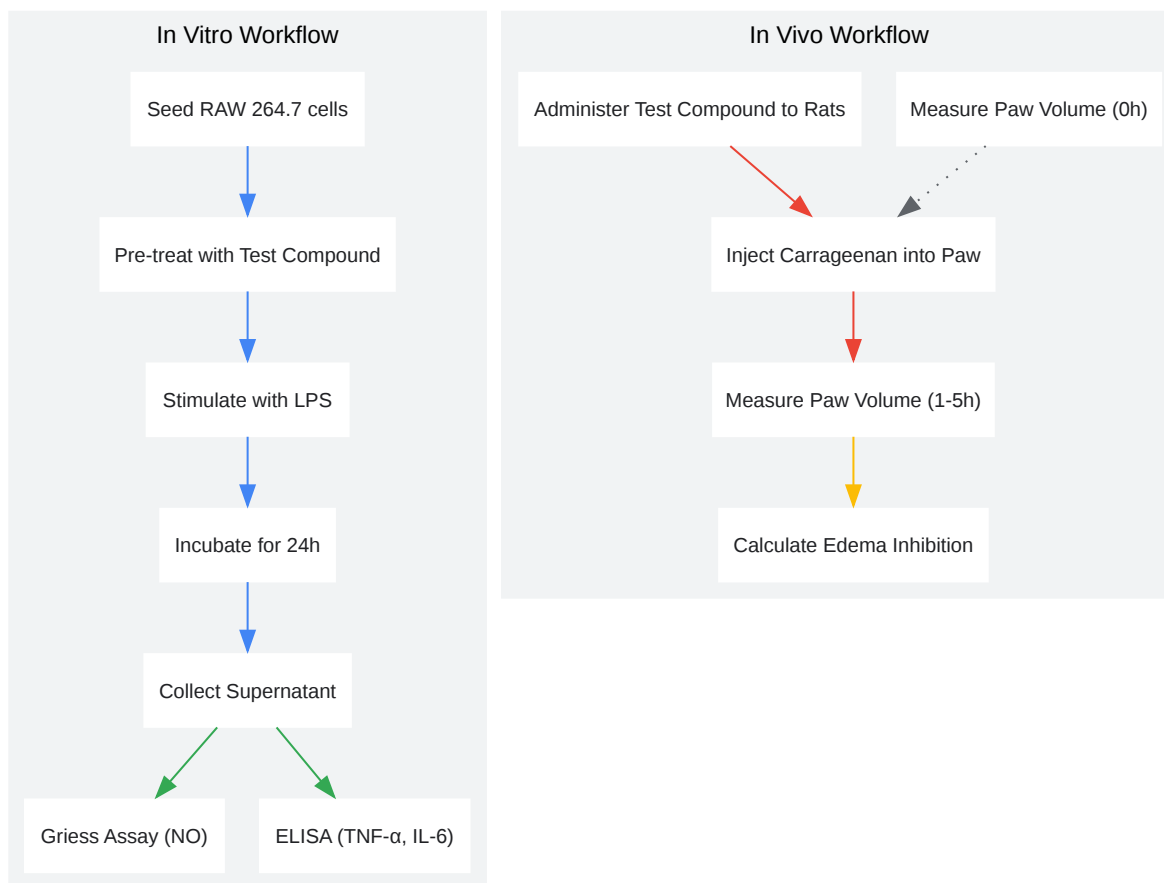 In Vitro Workflow
Seed RAW 264.7 cells
Pre-treat with Test Compound
Stimulate with LPS
Incubate for 24h
Collect Supernatant
Griess Assay (NO)
ELISA (TNF-α, IL-6)
In Vivo Workflow
Administer Test Compound to Rats
Measure Paw Volume (0h)
Inject Carrageenan into Paw
Measure Paw Volume (1-5h)
Calculate Edema Inhibition